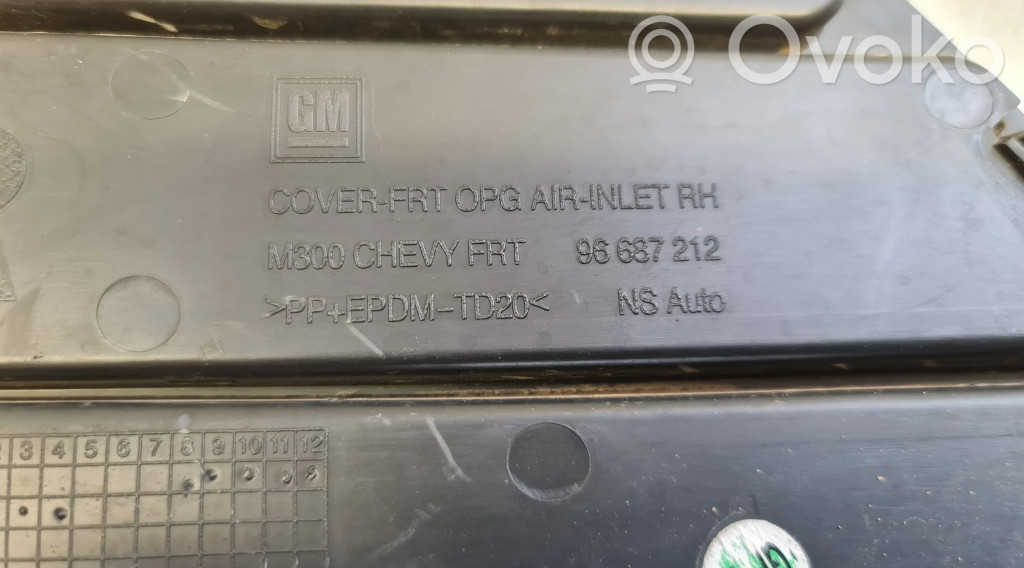 Ovoko
GM
COVER-FRT OPG AIR-INLET RH
M300 CHEVY FRT 96 687 212
>PP+EPDM-TD20< NS Auto
3 4 5 6 7 8 9 10 11 12